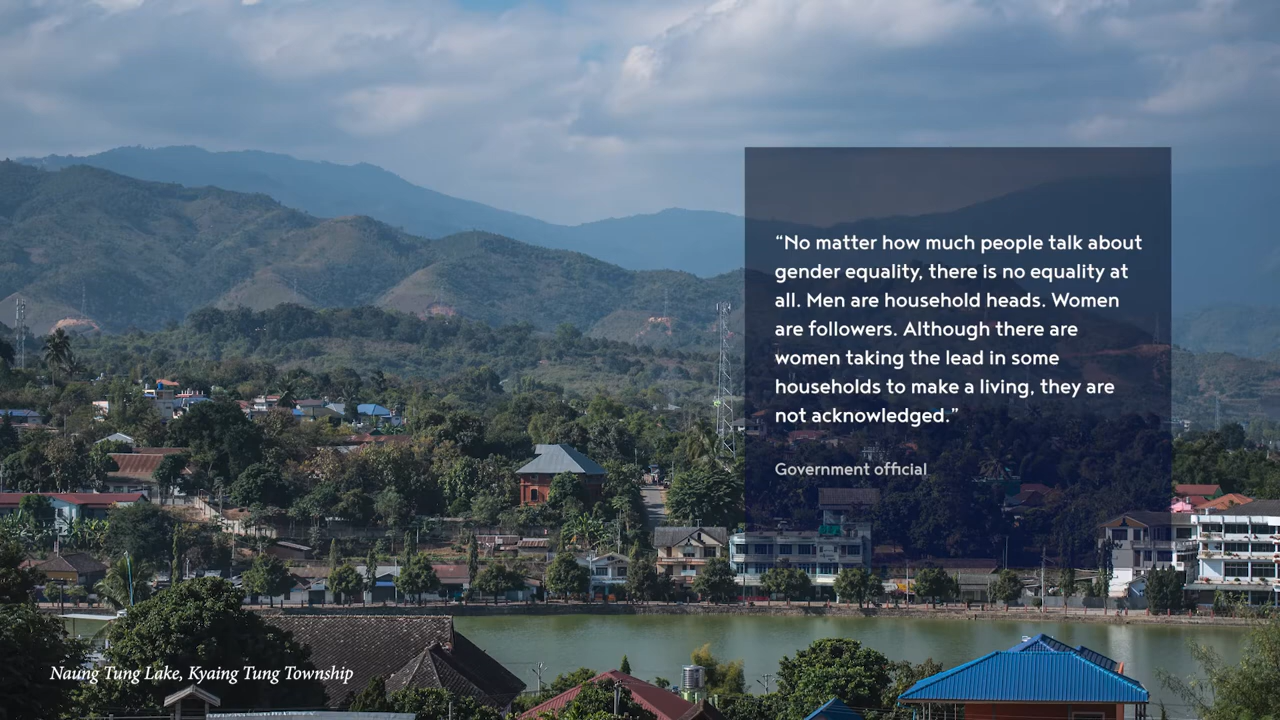 “No matter how much people talk about
gender equality, there is no equality at
all. Men are household heads. Women
are followers. Although there are
women taking the lead in some
households to make a living, they are
not acknowledged.”
Government official
Naung Tung Lake, Kyaing Tung Township